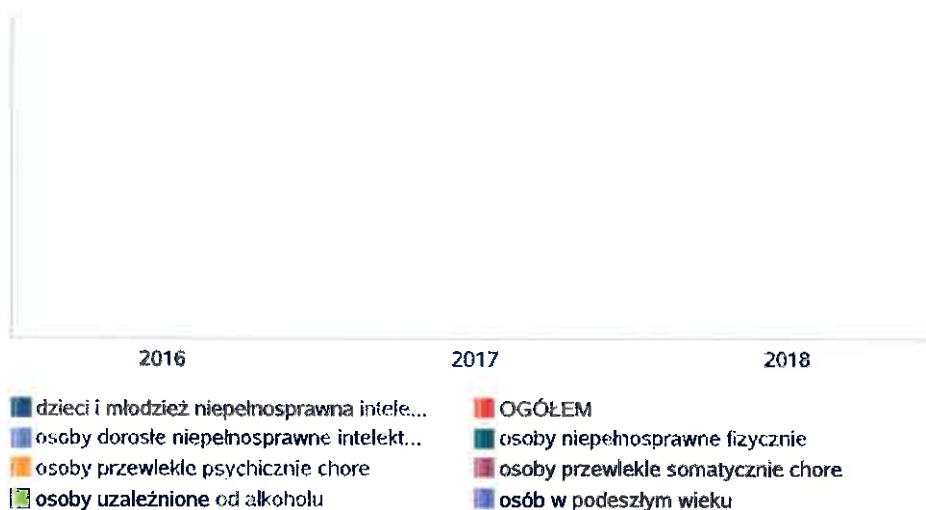 2016 2017 2018
dzieci i młodzież niepełnosprawna intele... OGÓŁEM
osoby dorosłe niepełnosprawne intelekt... osoby niepełnosprawne fizycznie
osoby przewlekle psychicznie chore osoby przewlekle somatycznie chore
osoby uzależnione od alkoholu osób w podeszłym wieku